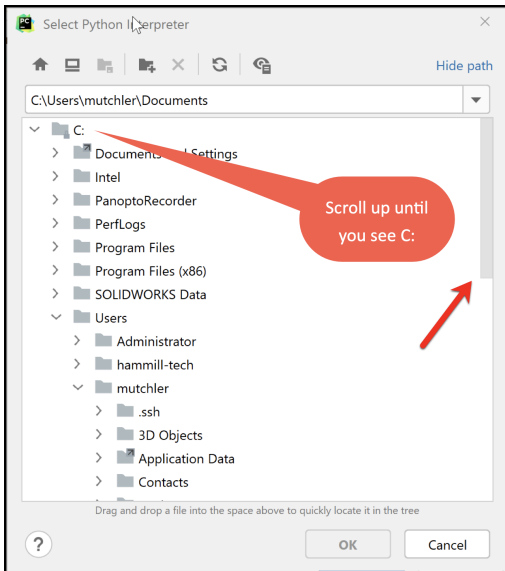 PC
Select Python Interpreter
Hide path
C:\Users\mutchler\Documents
C:
Documents and Settings
Intel
PanoptoRecorder
PerfLogs
Program Files
Program Files (x86)
SOLIDWORKS Data
Users
Administrator
hammill-tech
mutchler
.ssh
3D Objects
Application Data
Contacts
Scroll up until
you see C:
Drag and drop a file into the space above to quickly locate it in the tree
?
OK
Cancel